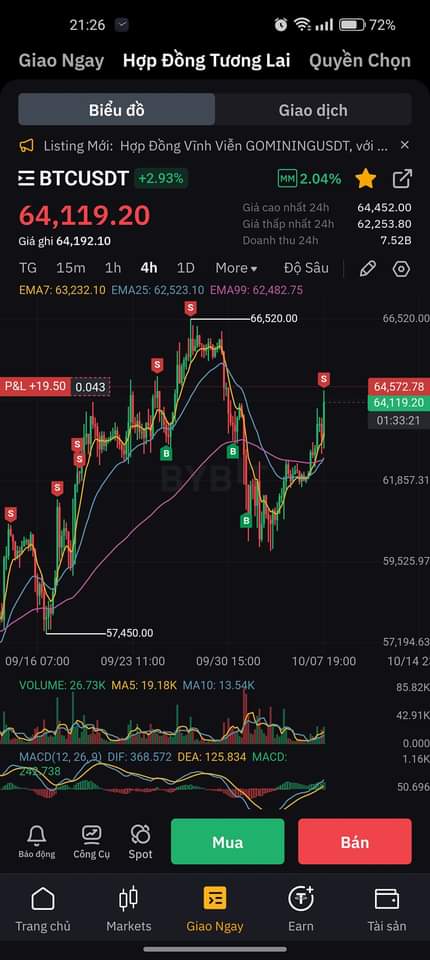 21:26 72%
Giao Ngay Hợp Đồng Tương Lai Quyền Chọn
Biểu đồ Giao dịch
Listing Mới: Hợp Đồng Vĩnh Viễn GOMININGUSDT, với ... ×
BTCUSDT +2.93% MM 2.04%
64,119.20
Giá ghi 64,192.10
Giá cao nhất 24h 64,452.00
Giá thấp nhất 24h 62,253.80
Doanh thu 24h 7.52B
TG 15m 1h 4h 1D More Độ Sâu
EMA7: 63,232.10 EMA25: 62,523.10 EMA99: 62,482.75
S
66,520.00 66,520.00
S
S
P&L +19.50 0.043 64,572.78
64,119.20
01:33:21
S
S
B
B
BYB
61,857.31
S
S
B
59,525.97
57,450.00
57,194.63
09/16 07:00 09/23 11:00 09/30 15:00 10/07 19:00 10/14 23
VOLUME: 26.73K MA5: 19.18K MA10: 13.54K
85.82K
42.91K
0.000
MACD(12, 26, 9) DIF: 368.572 DEA: 125.834 MACD:
242.738
1.16K
50.696
Báo động Công Cụ Spot Mua Bán
Trang chủ Markets Giao Ngay Earn Tài sản